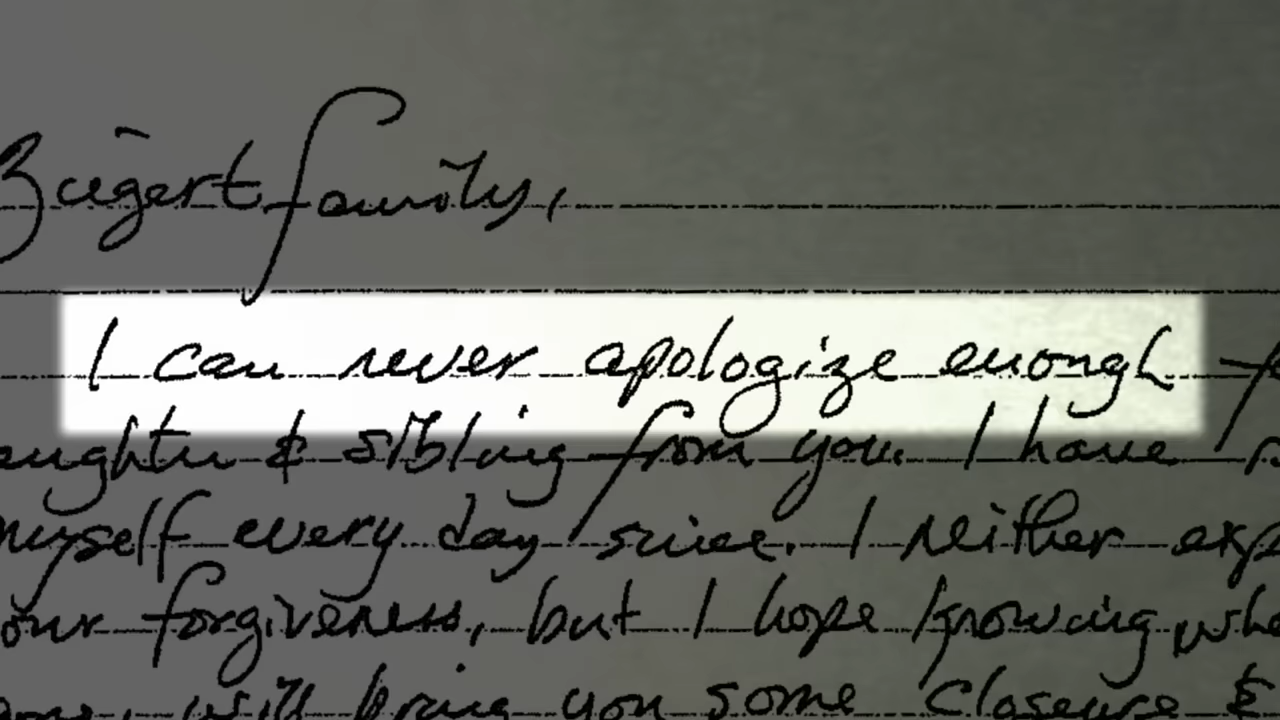 Ziegert family,
I can never apologize enough
& sibling from you. I have
myself every day since. I neither
forgiveness, but I hope knowing
will bring you some closure &